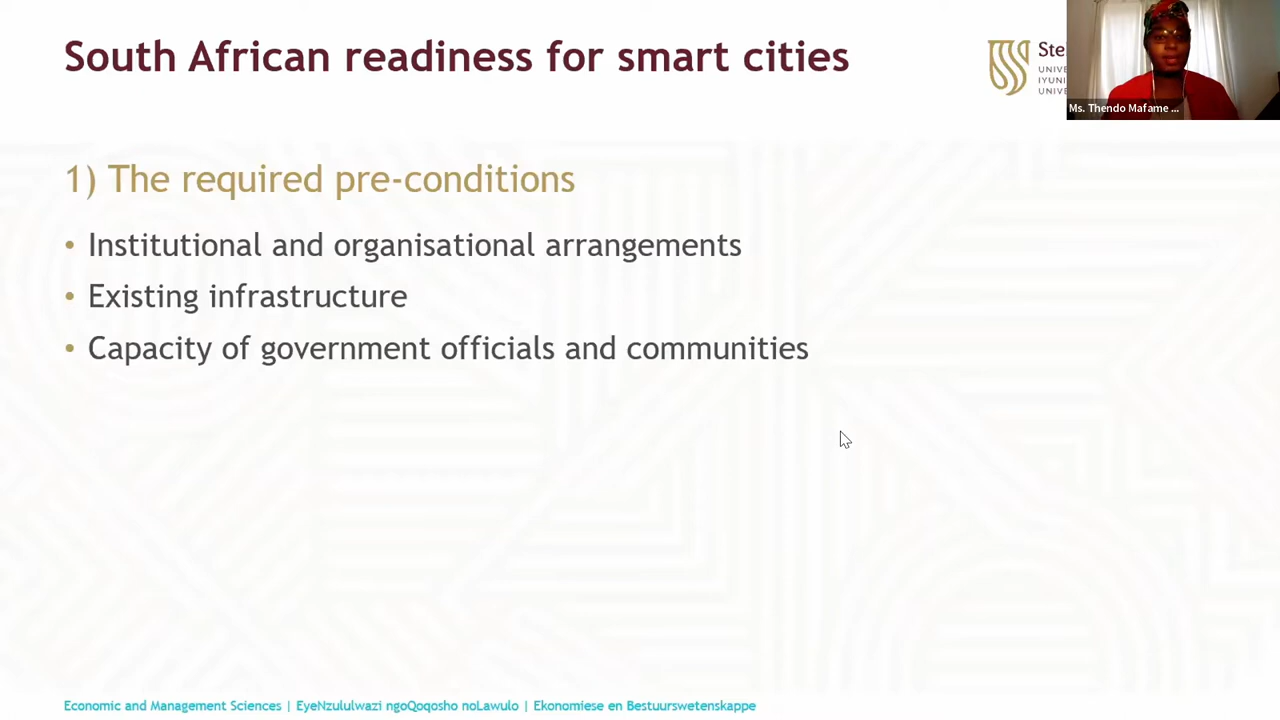 South African readiness for smart cities
Ms. Thendo Mafame ...
1) The required pre-conditions
• Institutional and organisational arrangements
• Existing infrastructure
• Capacity of government officials and communities
Economic and Management Sciences | EyeNzululwazi ngoQoqosho noLawulo | Ekonomiese en Bestuurswetenskappe